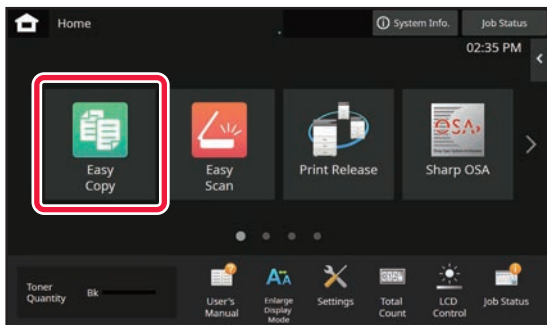 Home
System Info.
Job Status
02:35 PM
Easy
Copy
Easy
Scan
Print Release
Sharp OSA
Toner
Quantity
Bk
User's
Manual
Enlarge
Display
Mode
Settings
Total
Count
LCD
Control
Job Status